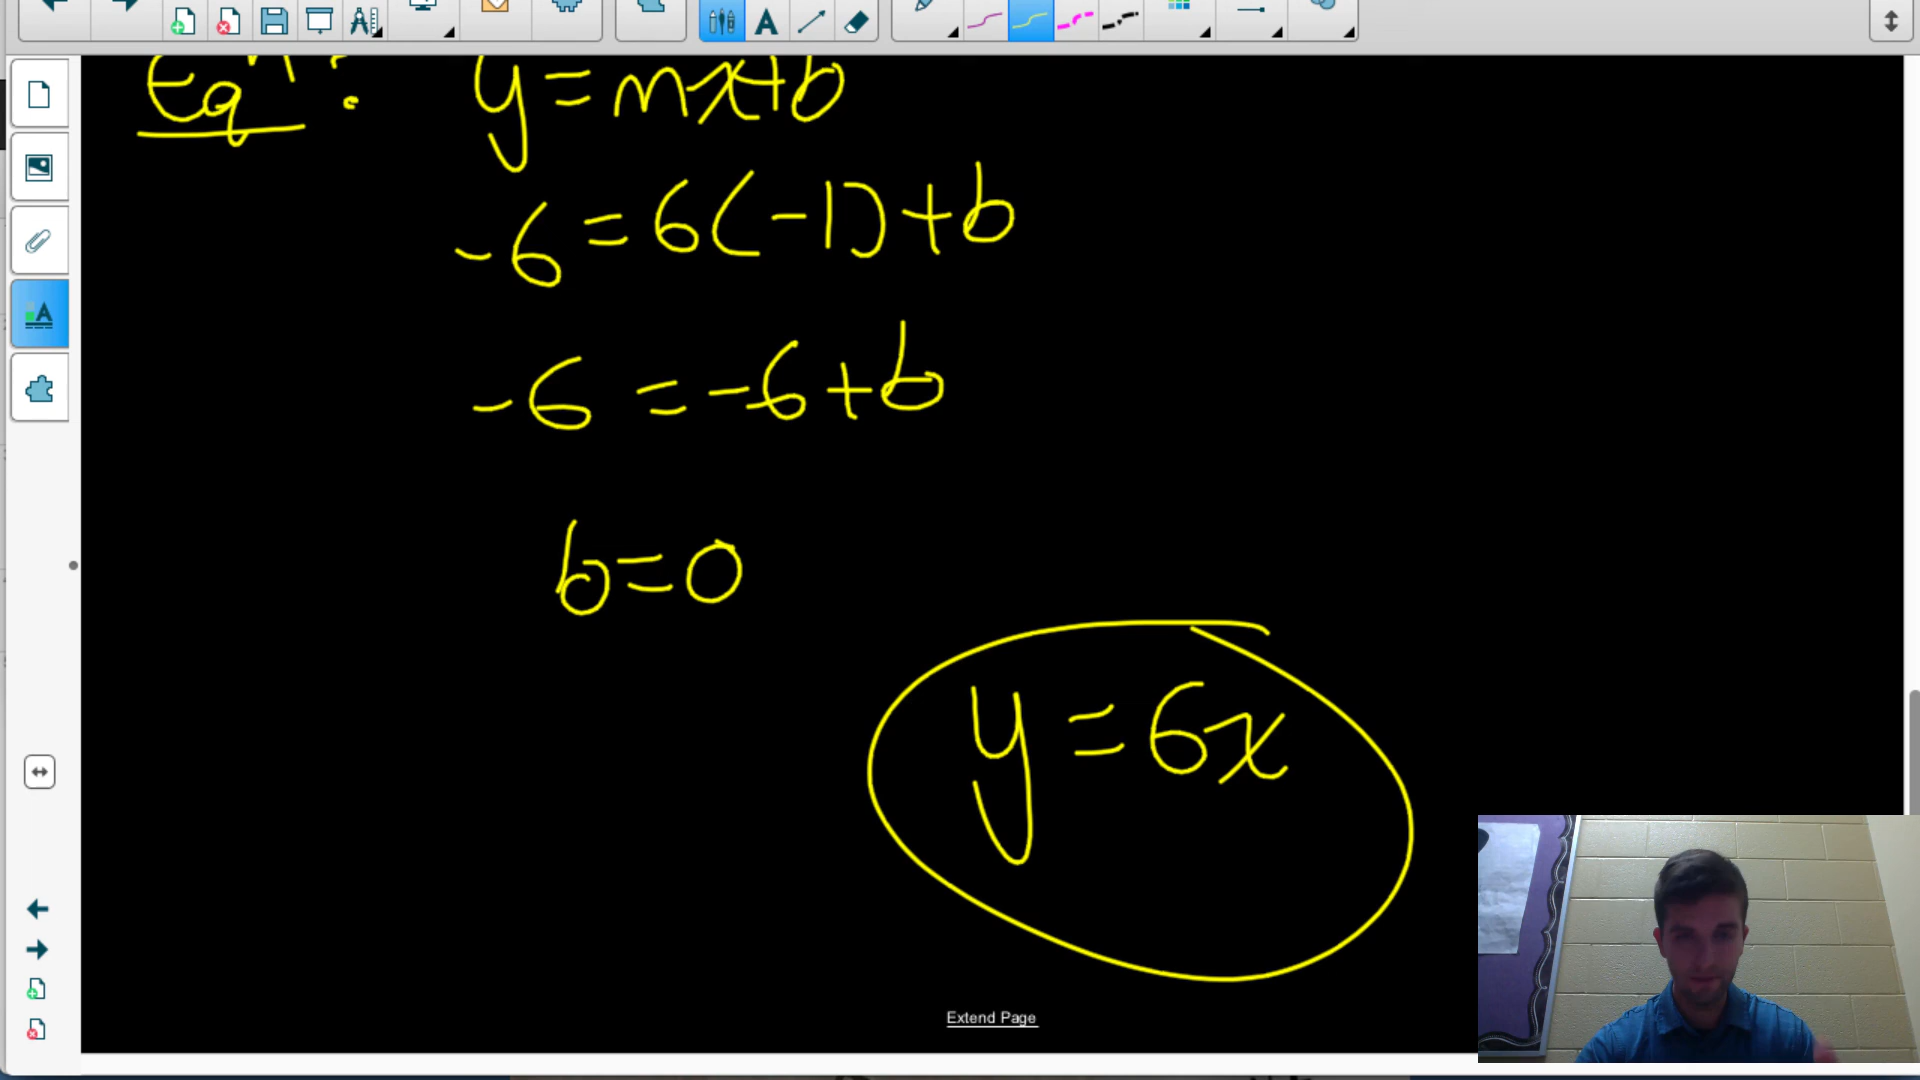 Eqⁿ: y=mx+b
-6=6(-1)+b
-6=-6+b
b=0
y=6x
Extend Page